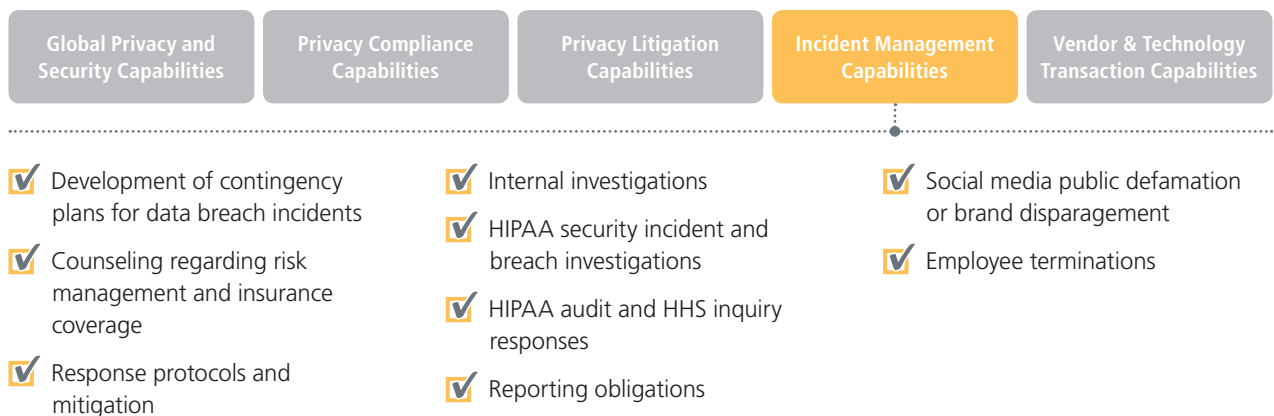 Global Privacy and
Security Capabilities
Privacy Compliance
Capabilities
Privacy Litigation
Capabilities
Incident Management
Capabilities
Vendor & Technology
Transaction Capabilities
Development of contingency
plans for data breach incidents
Counseling regarding risk
management and insurance
coverage
Response protocols and
mitigation
Internal investigations
HIPAA security incident and
breach investigations
HIPAA audit and HHS inquiry
responses
Reporting obligations
Social media public defamation
or brand disparagement
Employee terminations